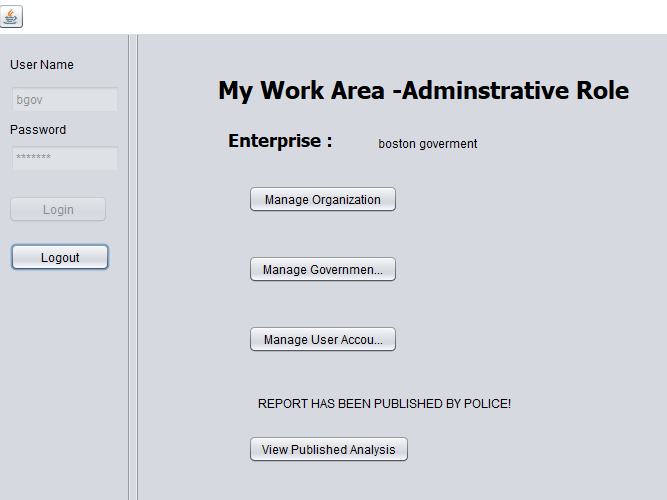 User Name
bgov
Password
*******
Login
Logout
My Work Area -Adminstrative Role
Enterprise :
boston goverment
Manage Organization
Manage Governmen...
Manage User Accou...
REPORT HAS BEEN PUBLISHED BY POLICE!
View Published Analysis